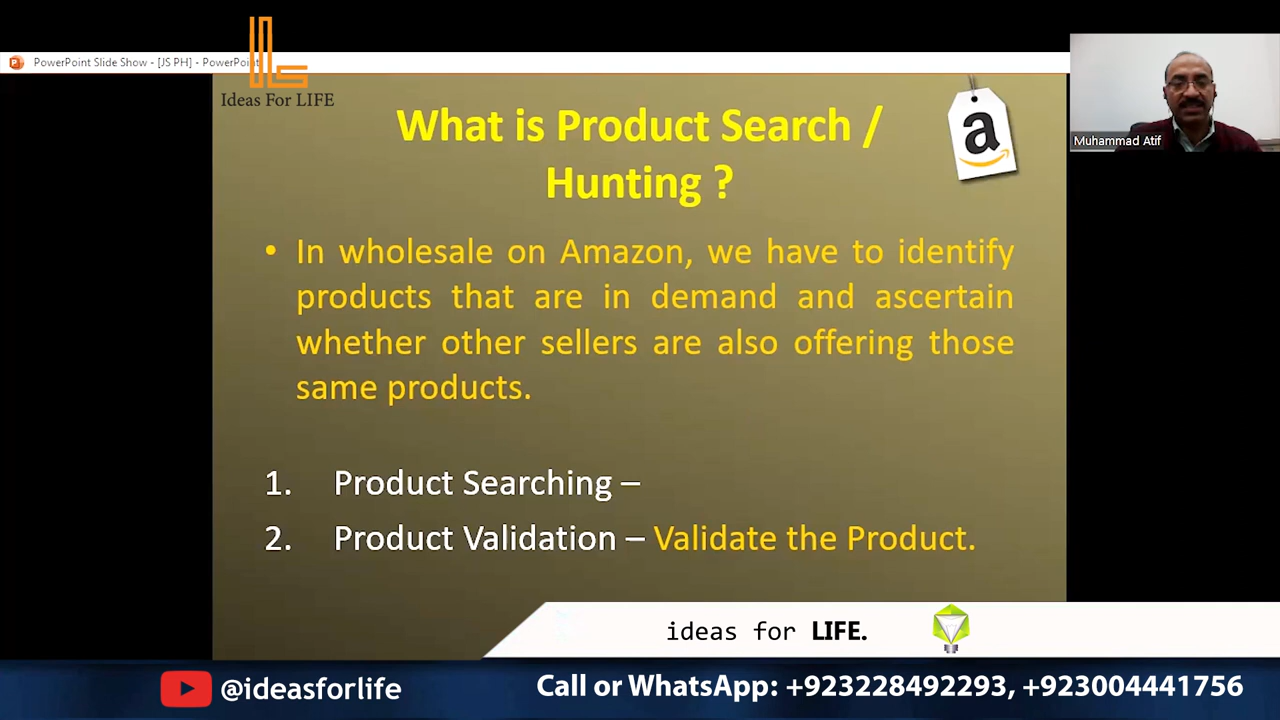 PowerPoint Slide Show - [JS PH] - PowerPoint
Ideas For LIFE
What is Product Search /
Hunting ?
a
Muhammad Atif
• In wholesale on Amazon, we have to identify
products that are in demand and ascertain
whether other sellers are also offering those
same products.
1. Product Searching –
2. Product Validation – Validate the Product.
ideas for LIFE.
@ideasforlife
Call or WhatsApp: +923228492293, +923004441756